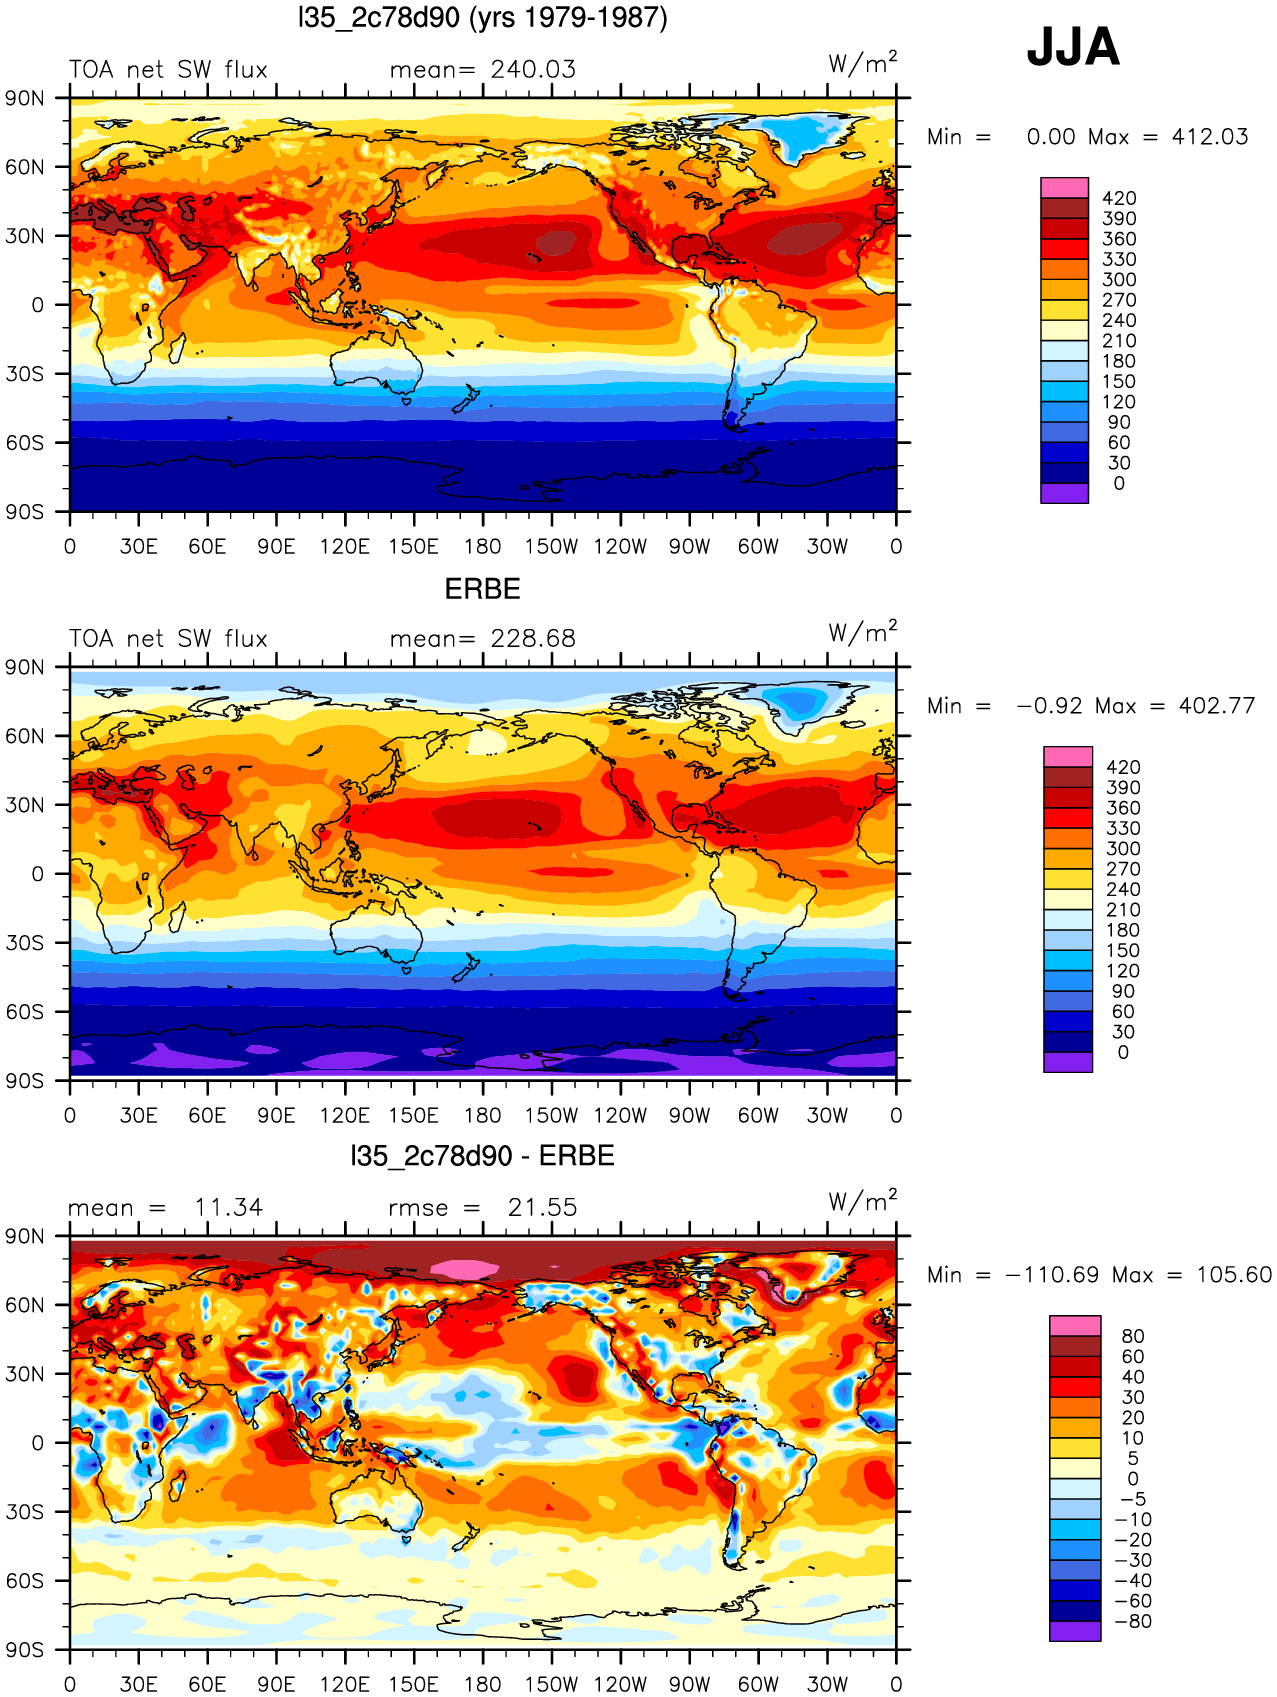 l35_2c78d90 (yrs 1979-1987)
JJA
TOA net SW flux mean= 240.03 W/m²
Min = 0.00 Max = 412.03
90N
60N
30N
0
30S
60S
90S
0 30E 60E 90E 120E 150E 180 150W 120W 90W 60W 30W 0
420
390
360
330
300
270
240
210
180
150
120
90
60
30
0
ERBE
TOA net SW flux mean= 228.68 W/m²
Min = −0.92 Max = 402.77
90N
60N
30N
0
30S
60S
90S
0 30E 60E 90E 120E 150E 180 150W 120W 90W 60W 30W 0
420
390
360
330
300
270
240
210
180
150
120
90
60
30
0
l35_2c78d90 - ERBE
mean = 11.34 rmse = 21.55 W/m²
Min = −110.69 Max = 105.60
90N
60N
30N
0
30S
60S
90S
0 30E 60E 90E 120E 150E 180 150W 120W 90W 60W 30W 0
80
60
40
30
20
10
5
0
−5
−10
−20
−30
−40
−60
−80